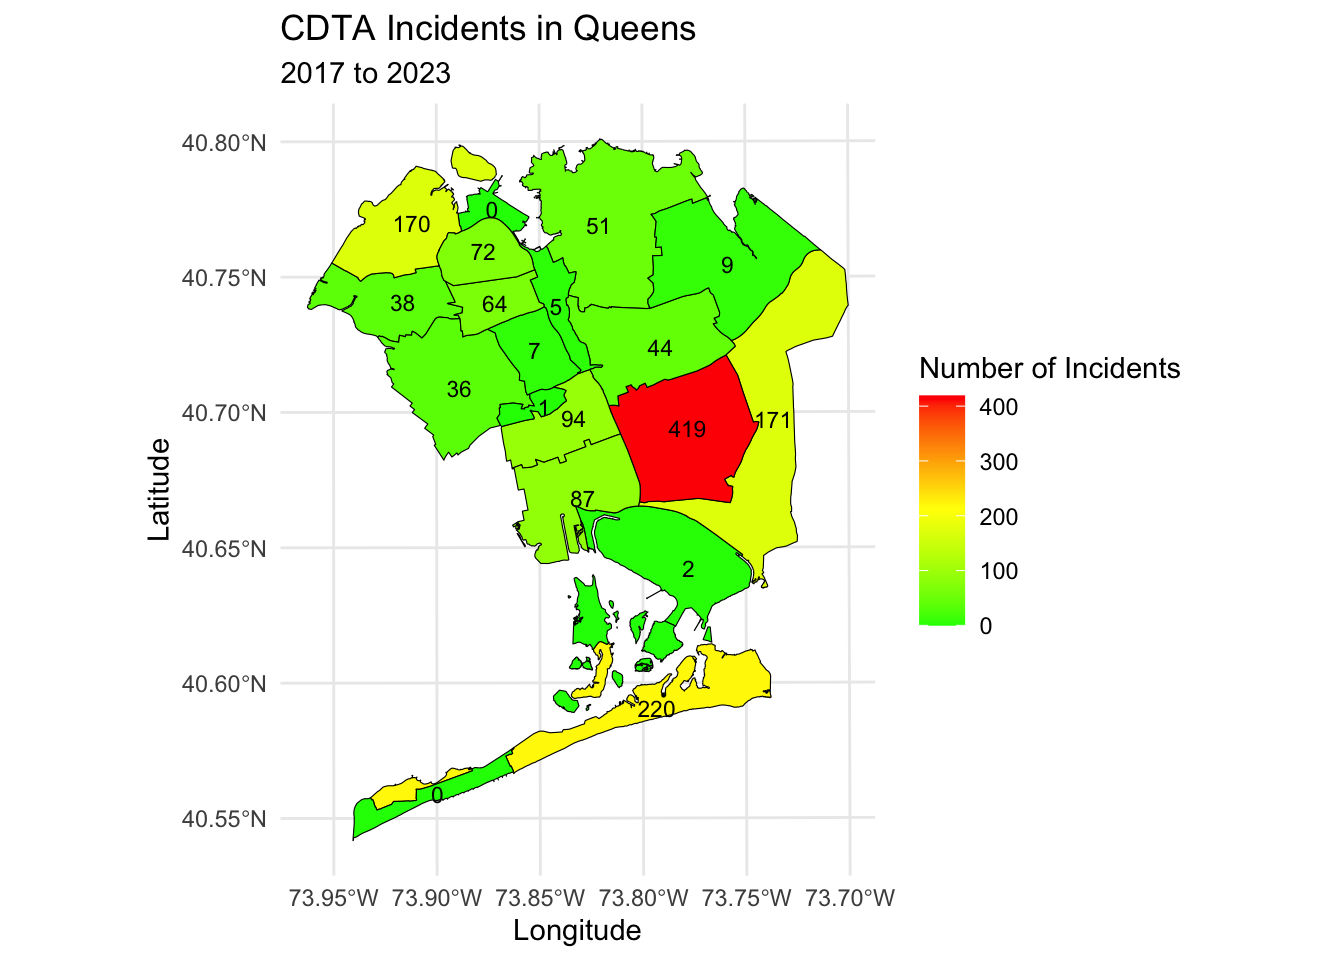 CDTA Incidents in Queens
2017 to 2023
40.80°N
40.75°N
40.70°N
40.65°N
40.60°N
40.55°N
Latitude
170
0
72
51
9
38
64
5
7
44
36
1
94
419
171
87
2
220
0
Number of Incidents
400
300
200
100
0
73.95°W 73.90°W 73.85°W 73.80°W 73.75°W 73.70°W
Longitude